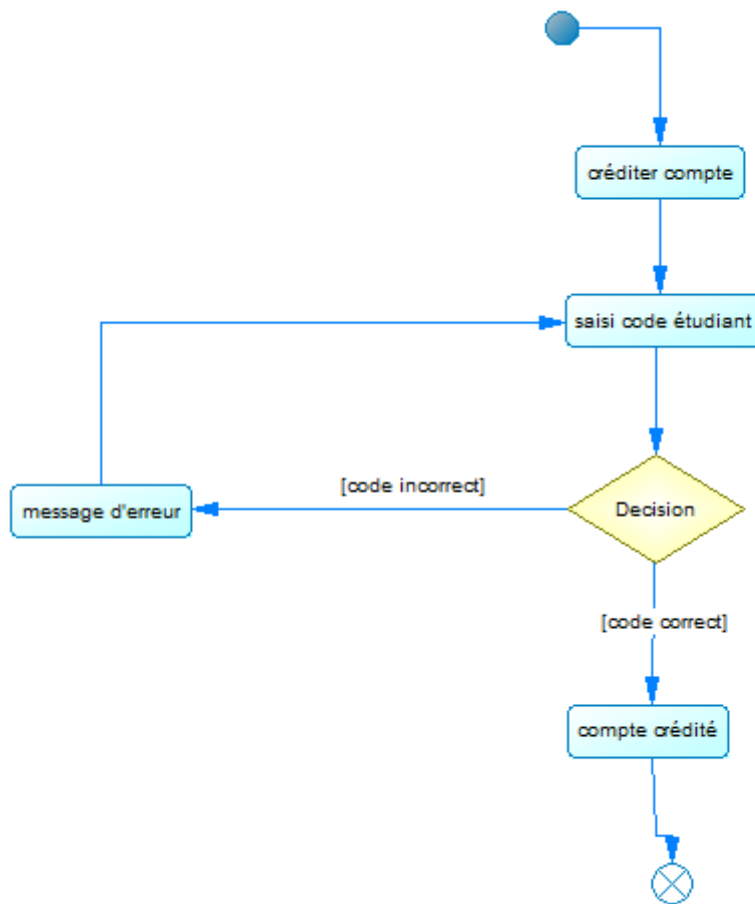 créditer compte
saisi code étudiant
[code incorrect]
message d'erreur
Decision
[code correct]
compte crédité